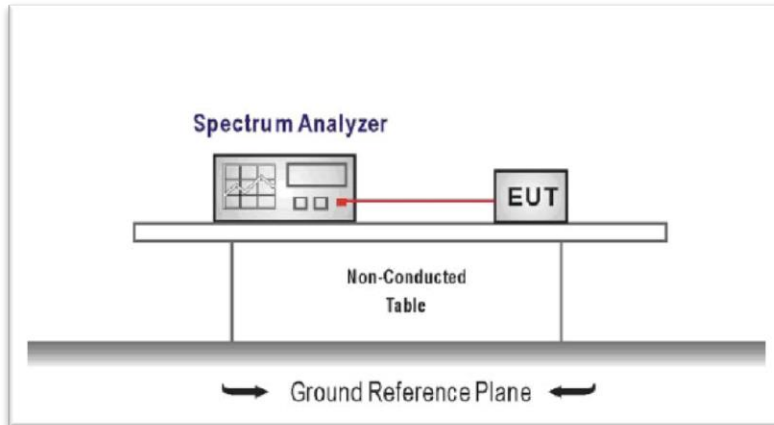 Spectrum Analyzer
EUT
Non-Conducted
Table
Ground Reference Plane